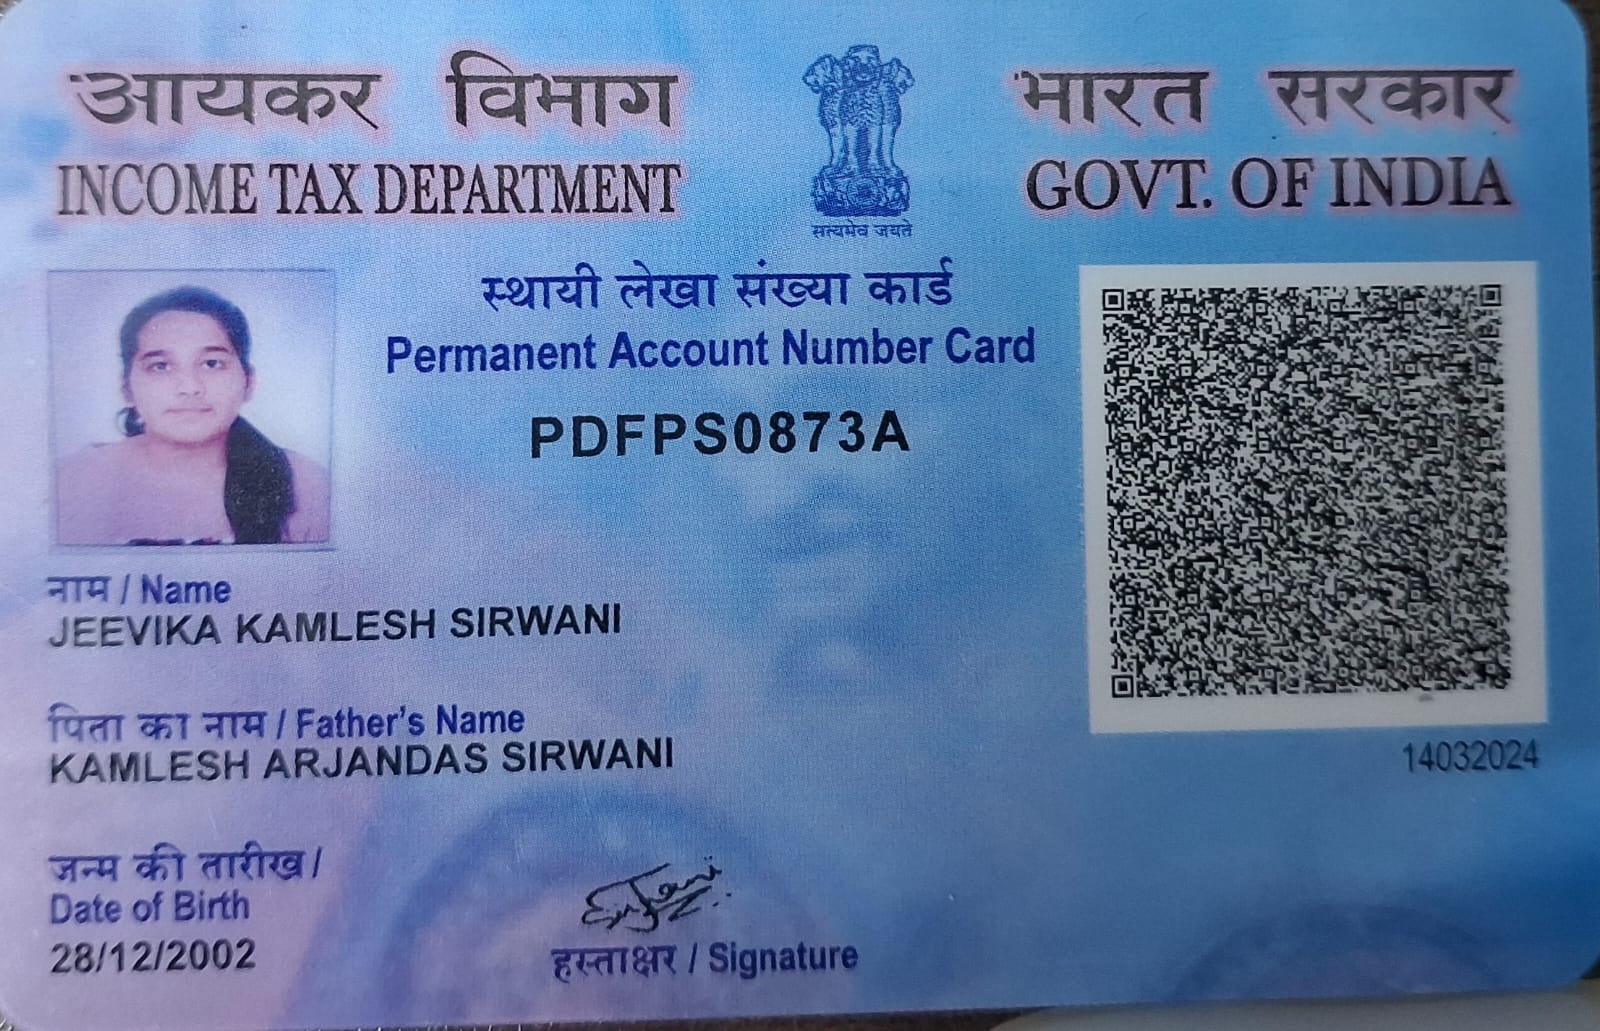 आयकर विभाग
INCOME TAX DEPARTMENT
भारत सरकार
GOVT. OF INDIA
सत्यमेव जयते
स्थायी लेखा संख्या कार्ड
Permanent Account Number Card
PDFPS0873A
नाम / Name
JEEVIKA KAMLESH SIRWANI
पिता का नाम / Father's Name
KAMLESH ARJANDAS SIRWANI
14032024
जन्म की तारीख /
Date of Birth
28/12/2002
हस्ताक्षर / Signature